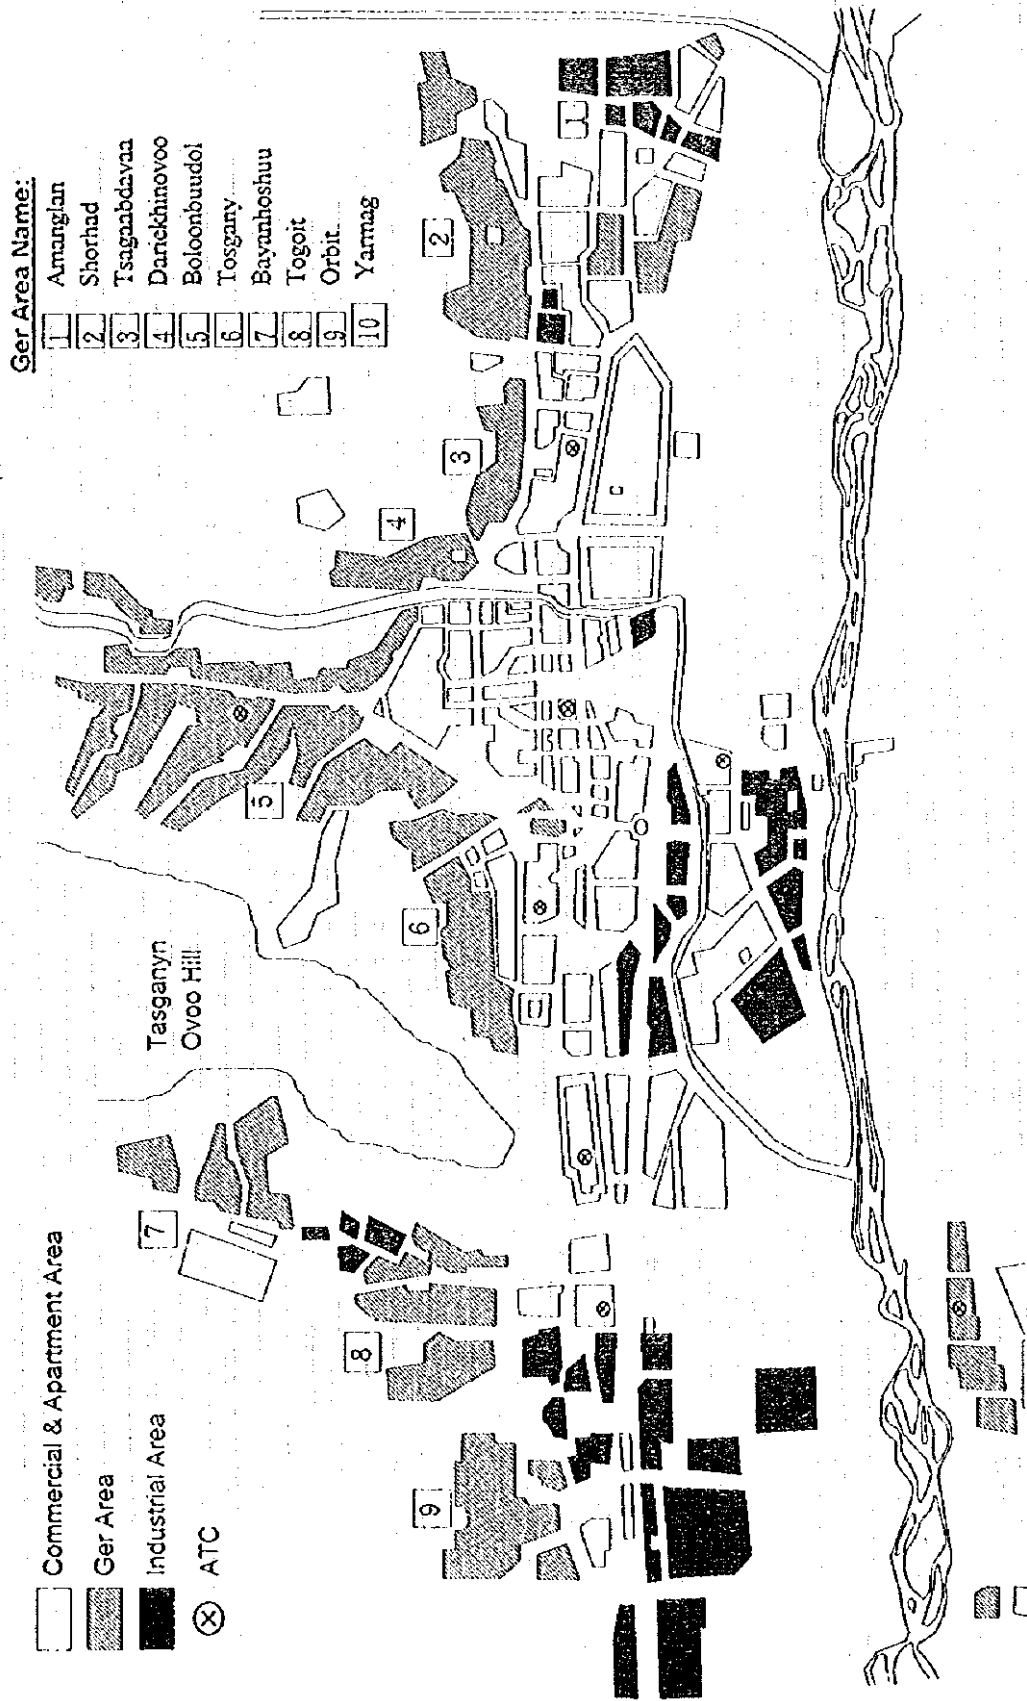 Commercial & Apartment Area
Ger Area
Industrial Area
ATC
Ger Area Name:
1 Amanglan
2 Shorhad
3 Tsagaabdavaa
4 Darickhinovoo
5 Boloonbuudol
6 Tosgany
7 Bayanhoshuu
8 Togoit
9 Orbit
10 Yarmag
Tasganyn
Ovoo Hill
7
5
4
8
6
3
2
9
1